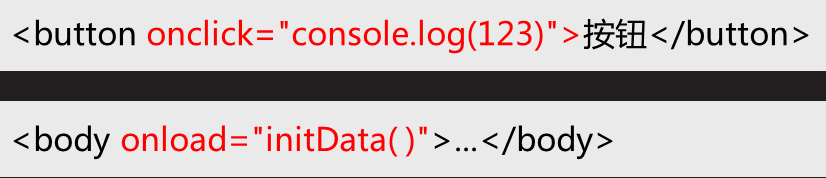 <button onclick="console.log(123)">按钮</button>
<body onload="initData( )">...</body>